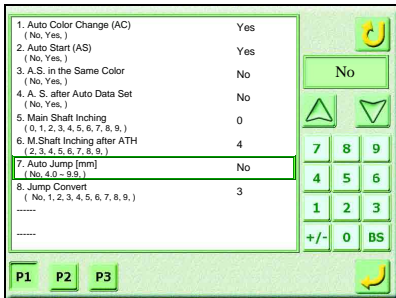 1. Auto Color Change (AC) Yes
( No, Yes, )
2. Auto Start (AS) Yes
( No, Yes, )
3. A.S. in the Same Color No
( No, Yes, )
4. A. S. after Auto Data Set No
( No, Yes, )
5. Main Shaft Inching 0
( 0, 1, 2, 3, 4, 5, 6, 7, 8, 9, )
6. M.Shaft Inching after ATH 4
( 2, 3, 4, 5, 6, 7, 8, 9, )
7. Auto Jump [mm] No
( No, 4.0 ~ 9.9, )
8. Jump Convert 3
( No, 1, 2, 3, 4, 5, 6, 7, 8, 9, )
------
------
No
7 8 9
4 5 6
1 2 3
+/- 0 BS
P1 P2 P3